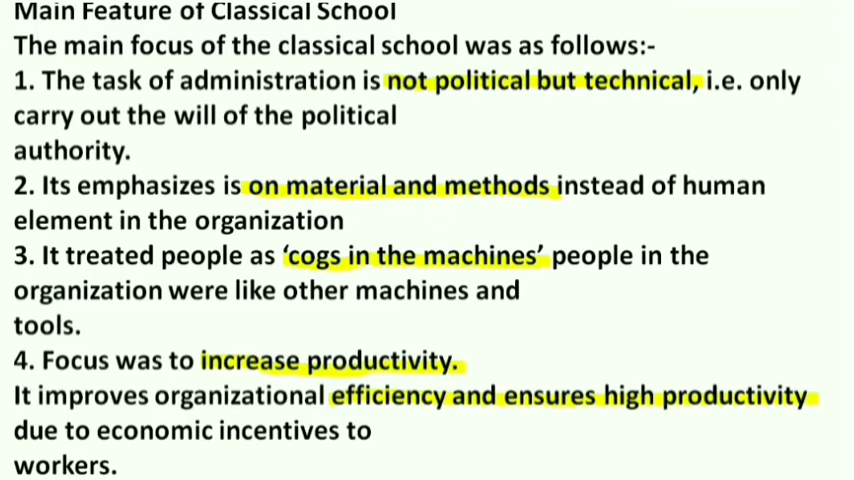 Main Feature of Classical School
The main focus of the classical school was as follows:-
1. The task of administration is not political but technical, i.e. only
carry out the will of the political
authority.
2. Its emphasizes is on material and methods instead of human
element in the organization
3. It treated people as ‘cogs in the machines’ people in the
organization were like other machines and
tools.
4. Focus was to increase productivity.
It improves organizational efficiency and ensures high productivity
due to economic incentives to
workers.